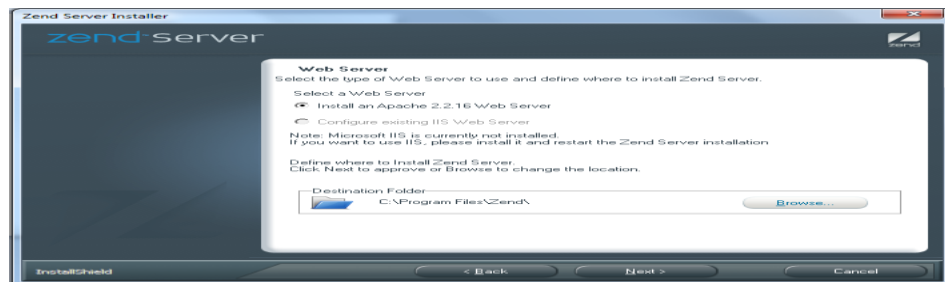 Zend Server Installer
zend server
zend
Web Server
Select the type of Web Server to use and define where to install Zend Server.
Select a Web Server
Install an Apache 2.2.16 Web Server
Configure existing IIS Web Server
Note: Microsoft IIS is currently not installed.
If you want to use IIS, please install it and restart the Zend Server installation
Define where to Install Zend Server.
Click Next to approve or Browse to change the location.
Destination Folder
C:\Program Files\Zend\
Browse...
InstallShield
< Back
Next >
Cancel